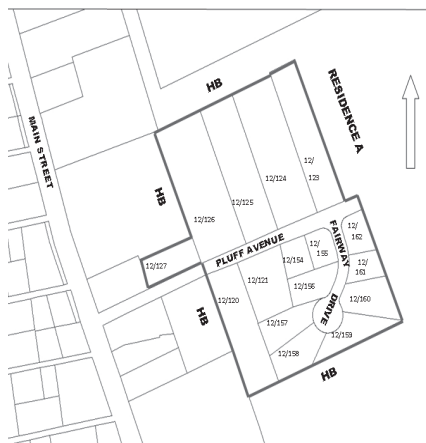 HB
RESIDENCE A
MAIN STREET
HB
12/
123
12/124
12/125
12/126
PLUFF AVENUE
FAIRWAY
DRIVE
12/
162
12/
155
12/154
12/127
12/
161
12/121
12/156
12/120
12/160
HB
12/157
12/159
12/158
HB